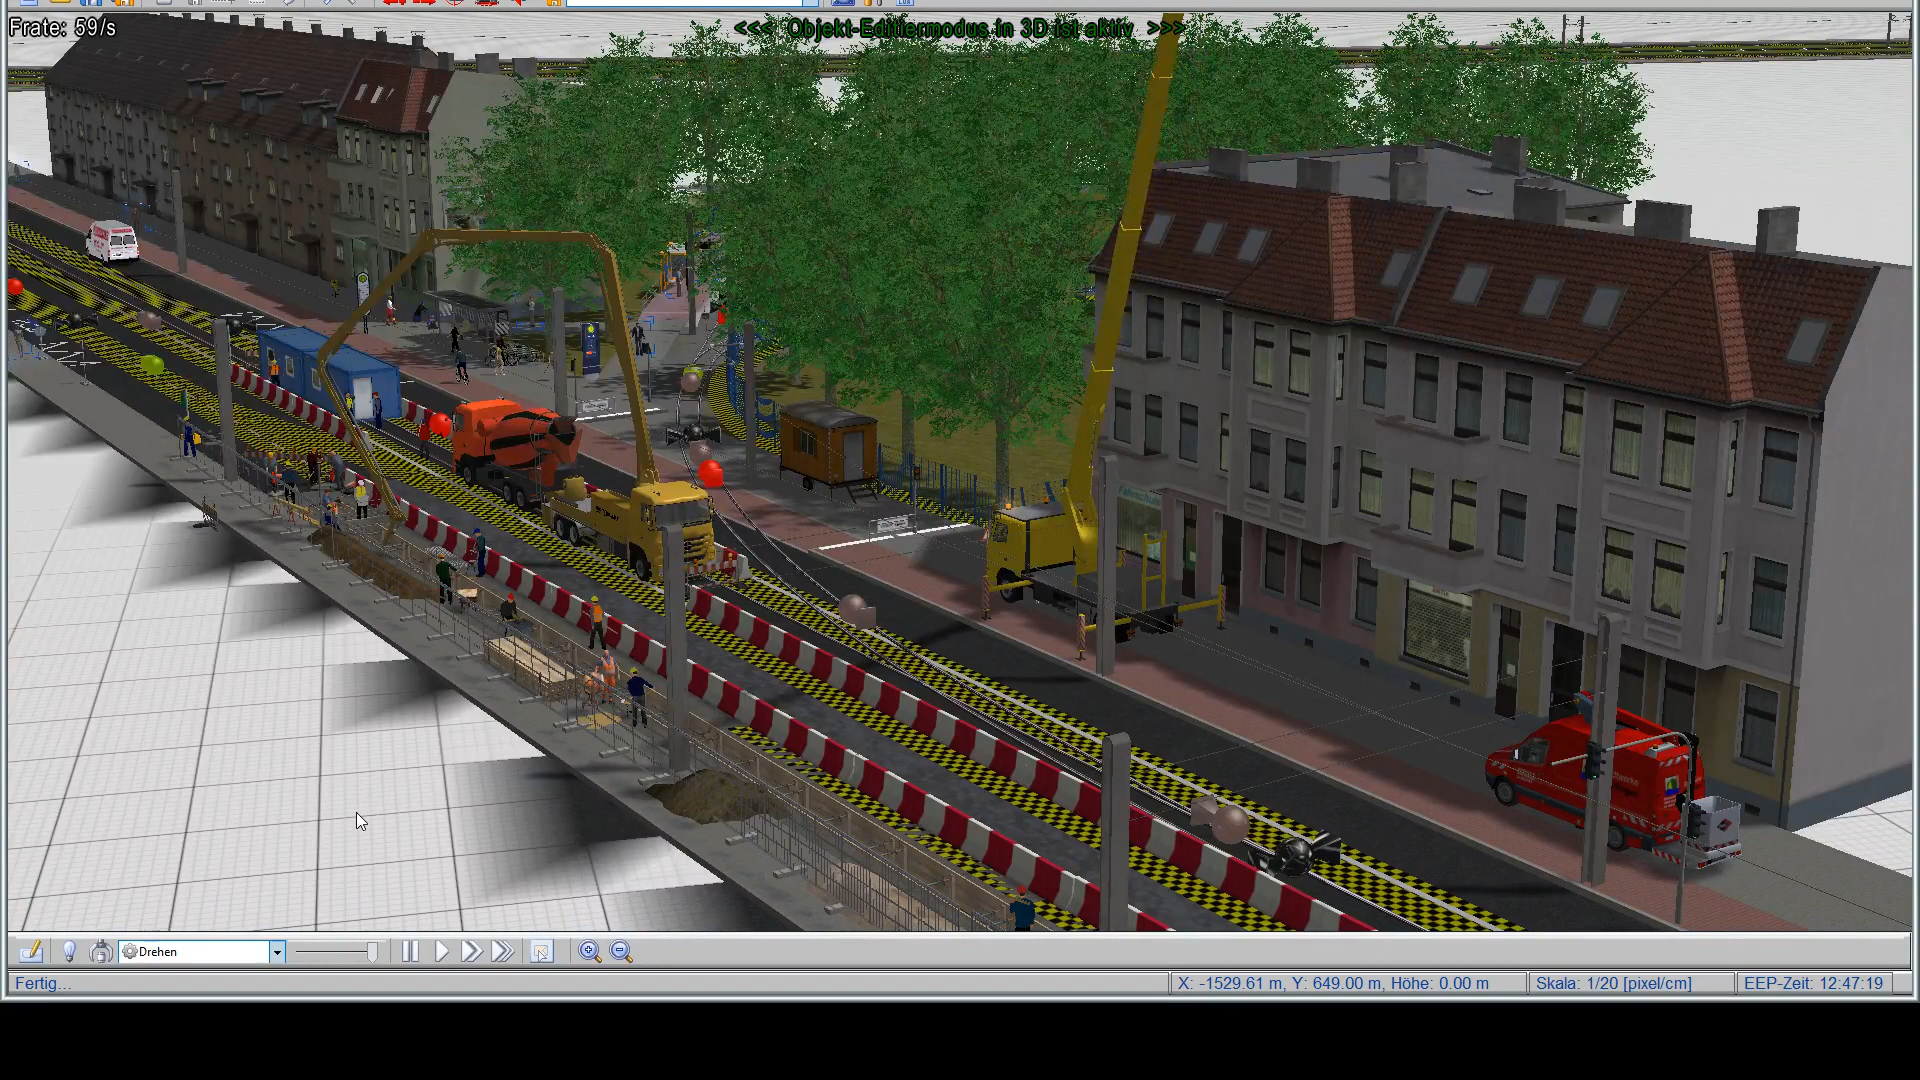 Frate: 59/s
<<< Objekt-Editiermodus in 3D ist aktiv >>>
Fahrschule
Drehen
Fertig...
X: -1529.61 m, Y: 649.00 m, Höhe: 0.00 m
Skala: 1/20 [pixel/cm]
EEP-Zeit: 12:47:19